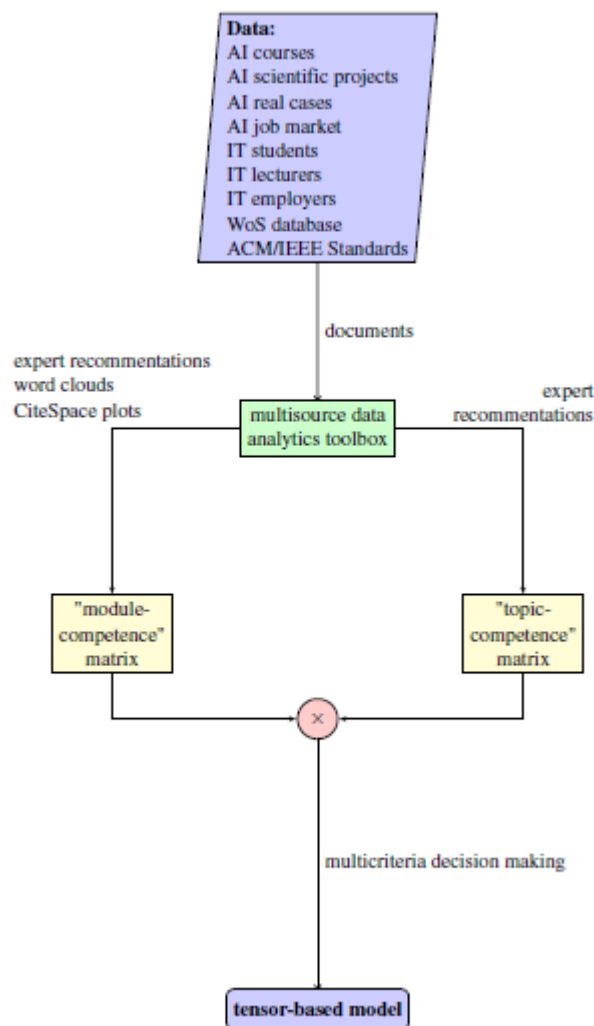 Data:
AI courses
AI scientific projects
AI real cases
AI job market
IT students
IT lecturers
IT employers
WoS database
ACM/IEEE Standards
documents
expert recommentations
word clouds
CiteSpace plots
expert
recommentations
multisource data
analytics toolbox
"module-
competence"
matrix
"topic-
competence"
matrix
×
multicriteria decision making
tensor-based model